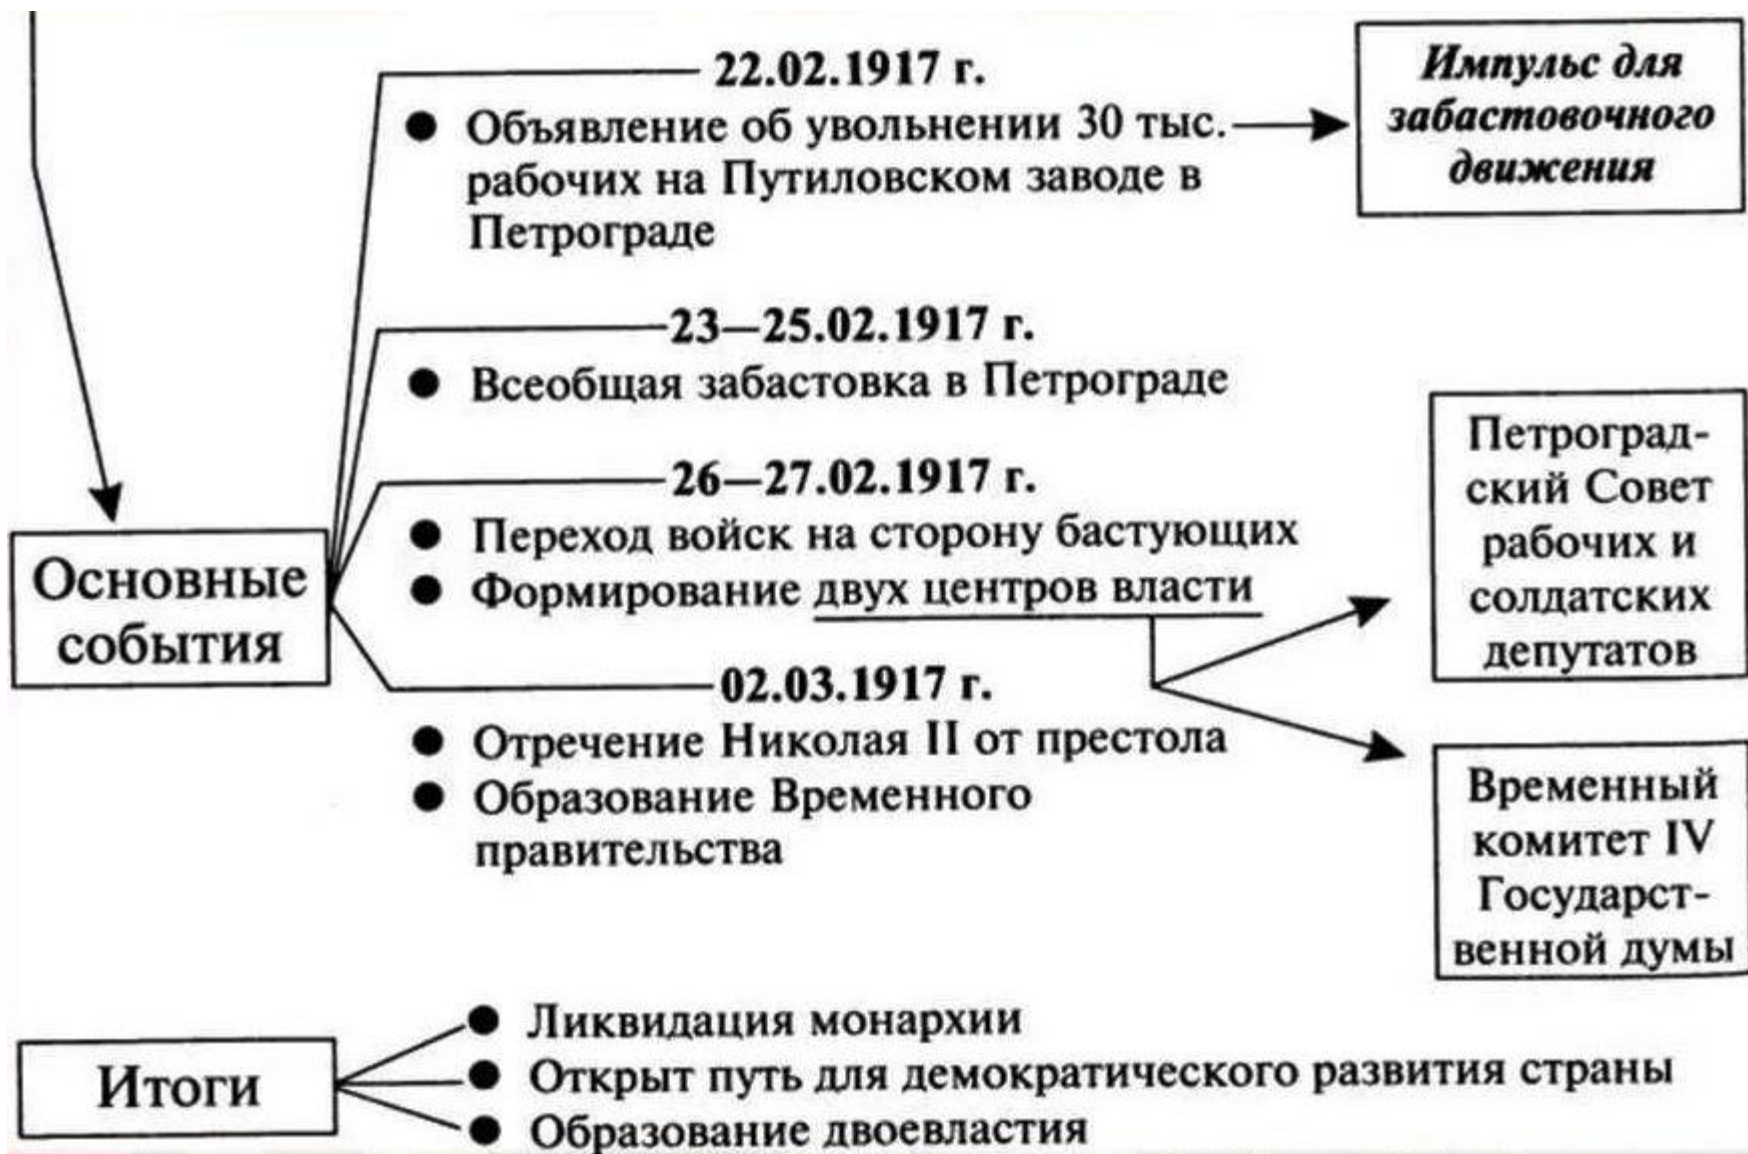 22.02.1917 г.
● Объявление об увольнении 30 тыс.
рабочих на Путиловском заводе в
Петрограде
Импульс для
забастовочного
движения
23—25.02.1917 г.
● Всеобщая забастовка в Петрограде
26—27.02.1917 г.
● Переход войск на сторону бастующих
● Формирование двух центров власти
Петроград-
ский Совет
рабочих и
солдатских
депутатов
Основные
события
02.03.1917 г.
● Отречение Николая II от престола
● Образование Временного
правительства
Временный
комитет IV
Государст-
венной думы
Итоги
● Ликвидация монархии
● Открыт путь для демократического развития страны
● Образование двоевластия